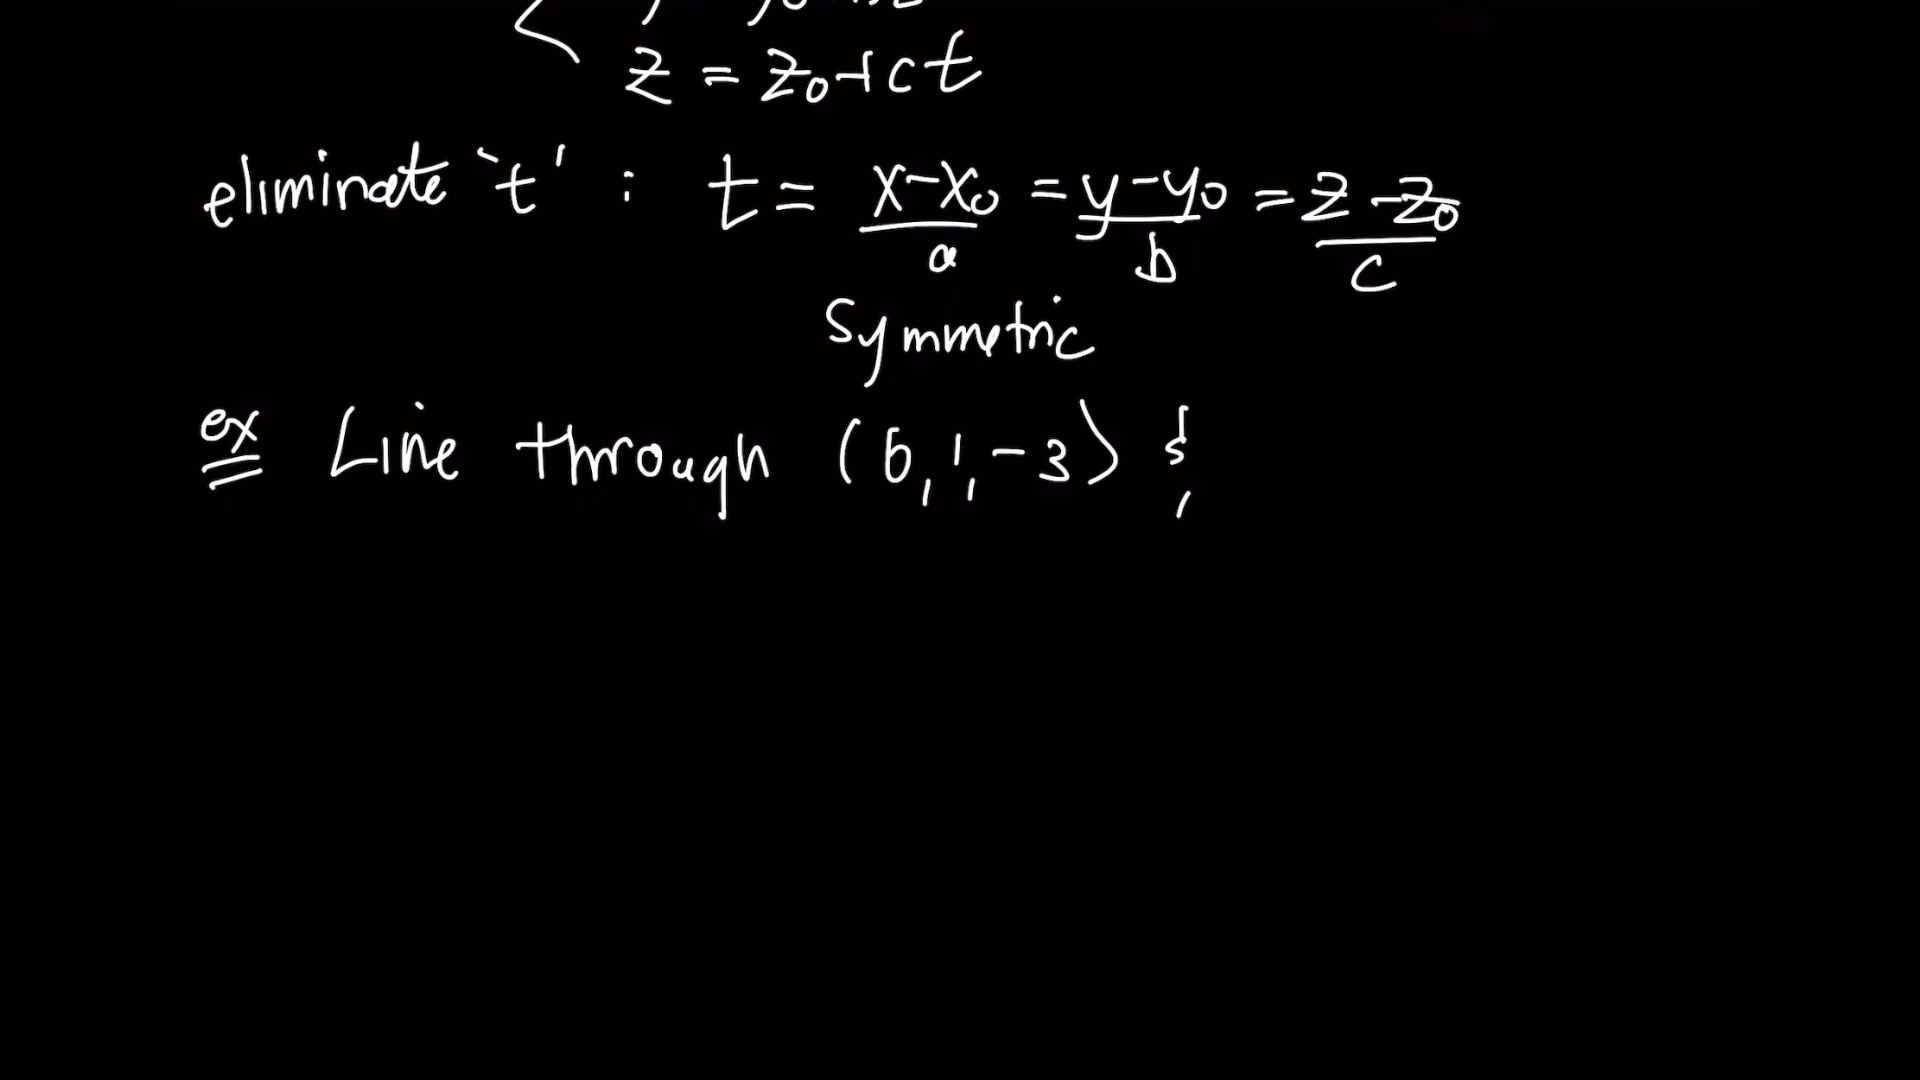 z = z₀+ct
eliminate 't' : t = x-x₀/a = y-y₀/b = z-z₀/c
Symmetric
ex Line through (6, 1, -3) &